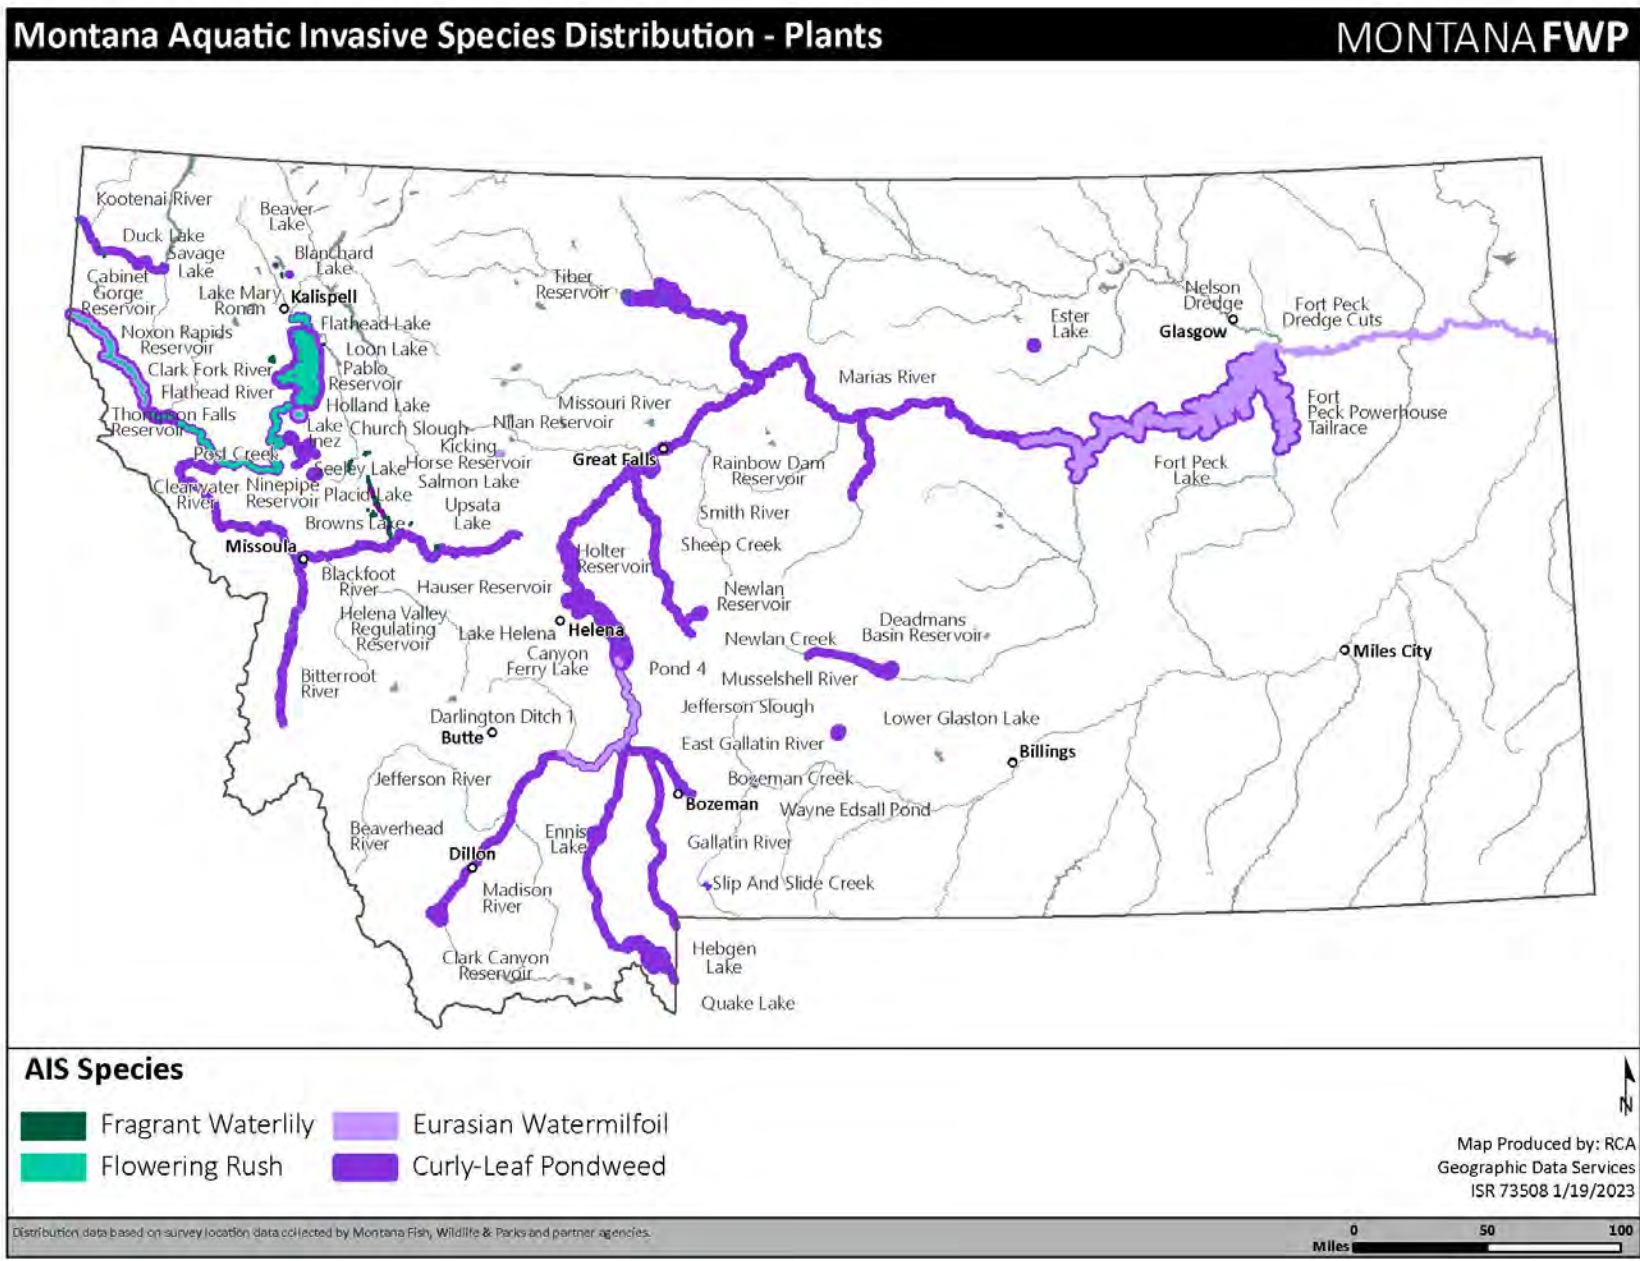 Montana Aquatic Invasive Species Distribution - Plants
MONTANA FWP
Kootenai River
Beaver
Lake
Duck Lake
Savage
Lake
Blanchard
Lake
Cabinet
Gorge
Reservoir
Lake Mary
Ronan
Kalispell
Tiber
Reservoir
Nelson
Dredge
Fort Peck
Dredge Cuts
Ester
Lake
Glasgow
Noxon Rapids
Reservoir
Flathead Lake
Loon Lake
Clark Fork River
Pablo
Reservoir
Marias River
Flathead River
Holland Lake
Missouri River
Fort
Peck Powerhouse
Tailrace
Thompson Falls
Reservoir
Lake
Inez
Church Slough
Nilan Reservoir
Kicking
Horse Reservoir
Post Creek
Great Falls
Seeley Lake
Rainbow Dam
Reservoir
Fort Peck
Lake
Clearwater
River
Ninepipe
Reservoir
Placid Lake
Salmon Lake
Upsata
Lake
Smith River
Browns Lake
Missoula
Holter
Reservoir
Sheep Creek
Blackfoot
River
Hauser Reservoir
Newlan
Reservoir
Helena Valley
Regulating
Reservoir
Lake Helena
Helena
Newlan Creek
Deadmans
Basin Reservoir
Canyon
Ferry Lake
Pond 4
Miles City
Bitterroot
River
Musselshell River
Darlington Ditch 1
Jefferson Slough
Lower Glaston Lake
Butte
East Gallatin River
Billings
Jefferson River
Bozeman Creek
Bozeman
Wayne Edsall Pond
Beaverhead
River
Ennis
Lake
Gallatin River
Dillon
Madison
River
Slip And Slide Creek
Clark Canyon
Reservoir
Hebgen
Lake
Quake Lake
AIS Species
Fragrant Waterlily
Eurasian Watermilfoil
Flowering Rush
Curly-Leaf Pondweed
N
Map Produced by: RCA
Geographic Data Services
ISR 73508 1/19/2023
Distribution data based on survey location data collected by Montana Fish, Wildlife & Parks and partner agencies.
0 50 100
Miles